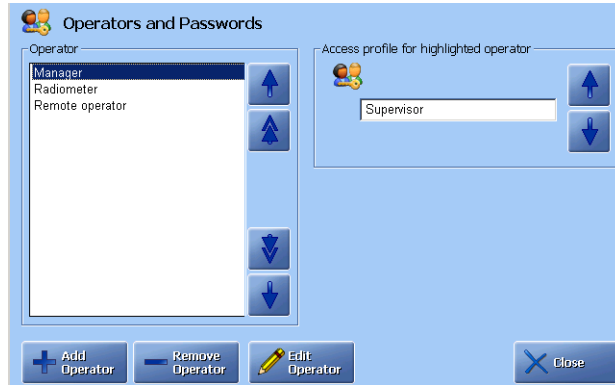 Operators and Passwords
Operator
Manager
Radiometer
Remote operator
Access profile for highlighted operator
Supervisor
Add
Operator
Remove
Operator
Edit
Operator
Close